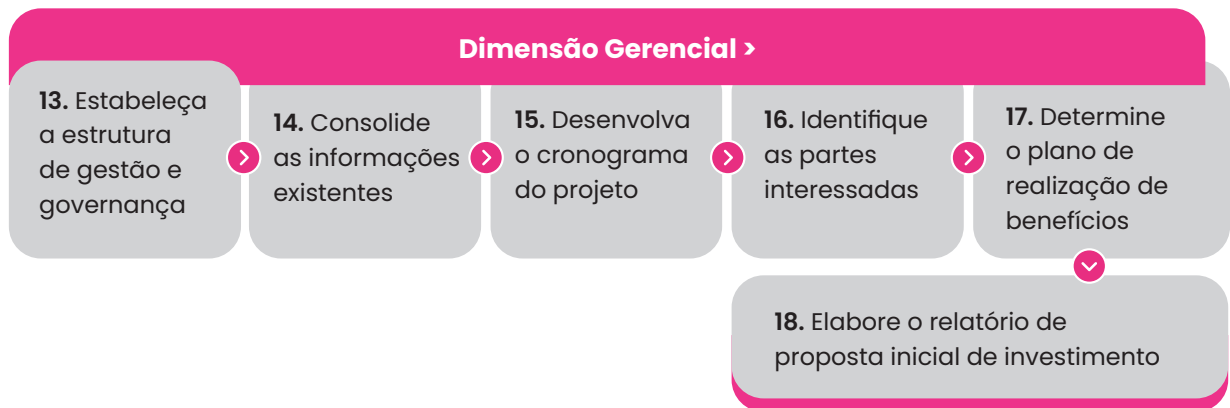 Dimensão Gerencial >
13. Estabeleça
a estrutura
de gestão e
governança
14. Consolide
as informações
existentes
15. Desenvolva
o cronograma
do projeto
16. Identifique
as partes
interessadas
17. Determine
o plano de
realização de
benefícios
18. Elabore o relatório de
proposta inicial de investimento